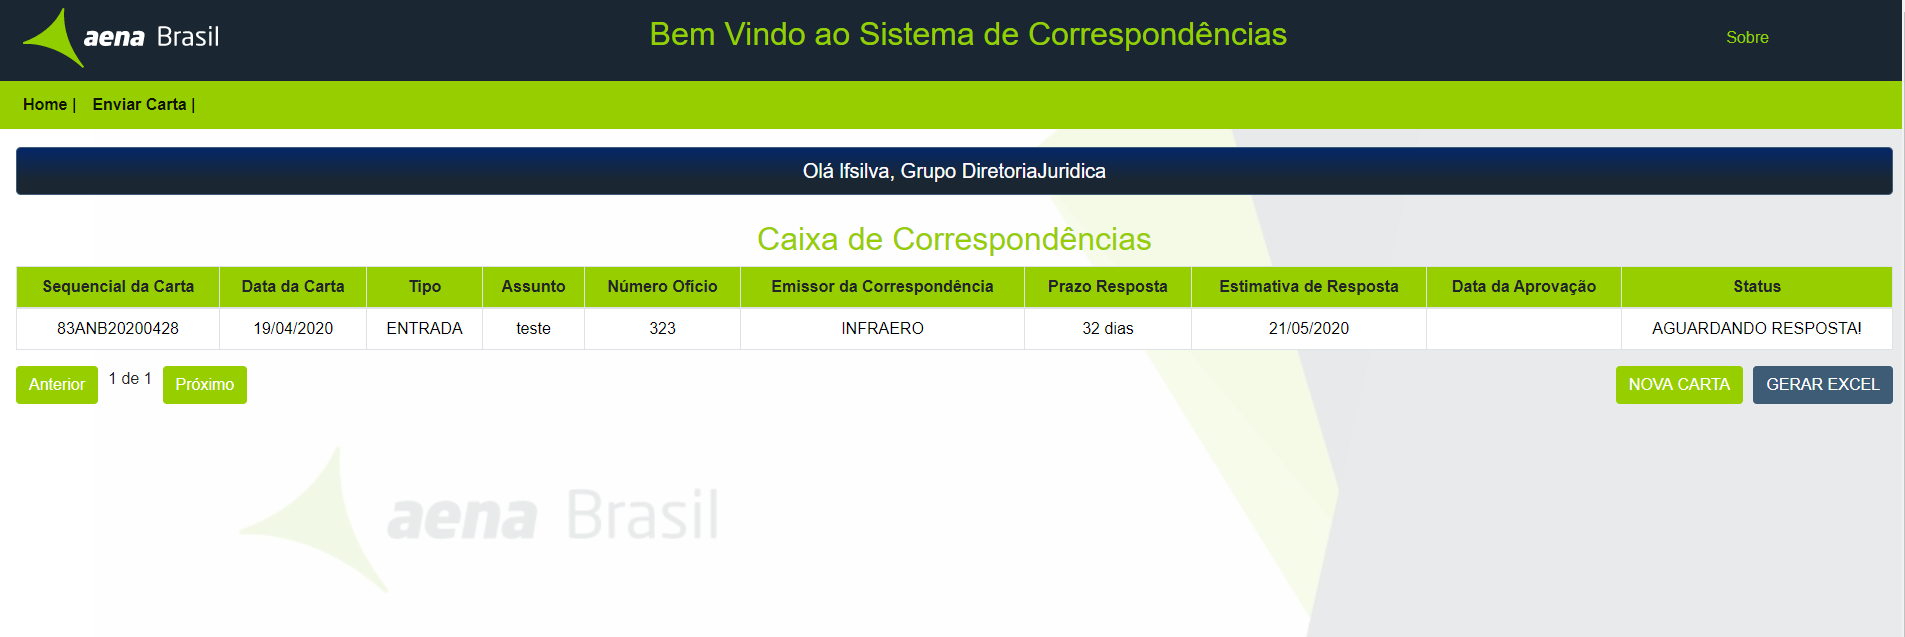 aena Brasil
Bem Vindo ao Sistema de Correspondências
Sobre
Home | Enviar Carta |
Olá lfsilva, Grupo DiretoriaJuridica
Caixa de Correspondências
Sequencial da Carta Data da Carta Tipo Assunto Número Ofício Emissor da Correspondência Prazo Resposta Estimativa de Resposta Data da Aprovação Status
83ANB20200428 19/04/2020 ENTRADA teste 323 INFRAERO 32 dias 21/05/2020 AGUARDANDO RESPOSTA!
Anterior 1 de 1 Próximo NOVA CARTA GERAR EXCEL
aena Brasil